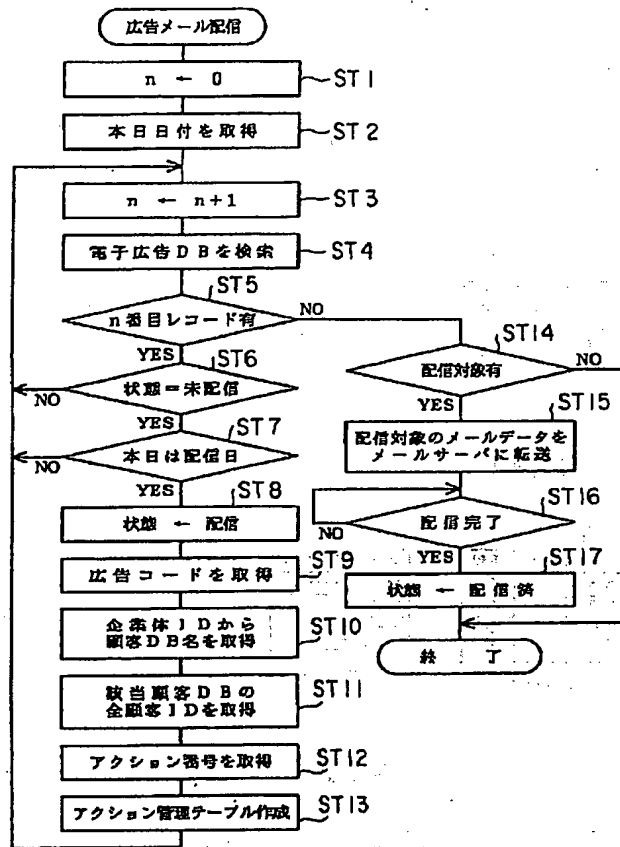 広告メール配信
n ← 0
ST1
本日日付を取得
ST2
n ← n+1
ST3
電子広告DBを検索
ST4
ST5
n番目レコード有
NO
YES
ST6
状態=未配信
NO
YES
ST7
本日は配信日
NO
YES
ST8
状態 ← 配信
ST9
広告コードを取得
企業体IDから
顧客DB名を取得
ST10
該当顧客DBの
全顧客IDを取得
ST11
アクション番号を取得
ST12
アクション管理テーブル作成
ST13
ST14
配信対象有
NO
YES
ST15
配信対象のメールデータを
メールサーバに転送
ST16
配信完了
NO
YES
ST17
状態 ← 配信済
終 了